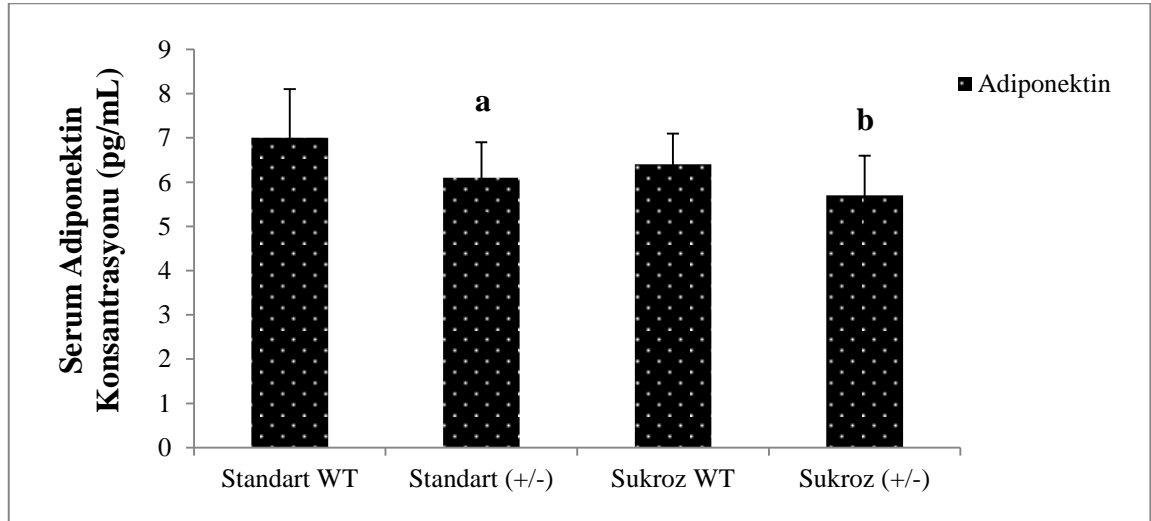 Serum Adiponektin
Konsantrasyonu (pg/mL)
9
8
7
6
5
4
3
2
1
0
a
b
Adiponektin
Standart WT
Standart (+/-)
Sukroz WT
Sukroz (+/-)